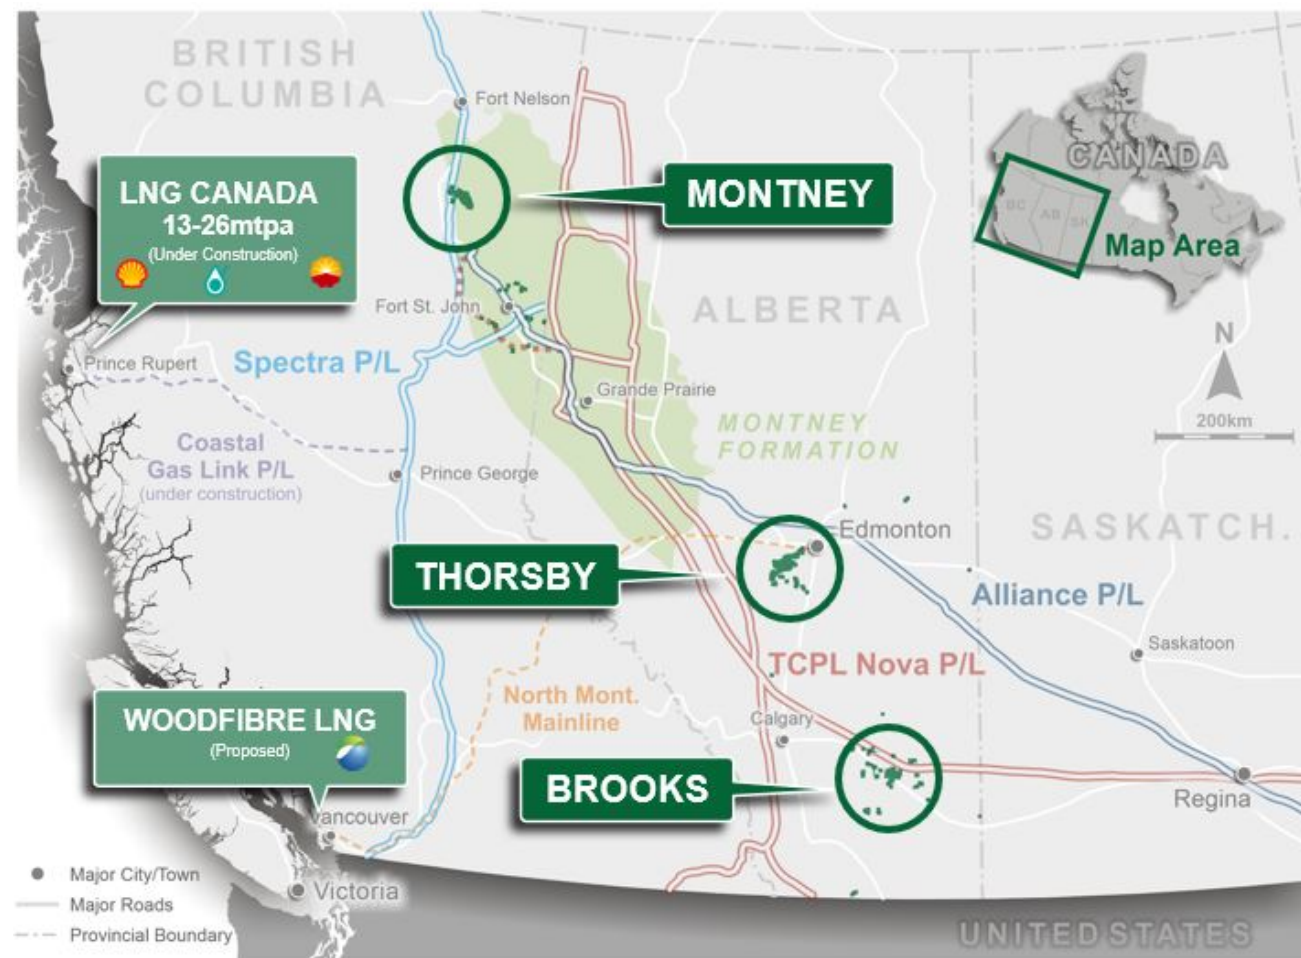 BRITISH
COLUMBIA
Fort Nelson
CANADA
LNG CANADA
13-26mtpa
(Under Construction)
MONTNEY
BC
AB
SK
Map Area
Fort St. John
ALBERTA
N
200km
Prince Rupert
Spectra P/L
Grande Prairie
MONTNEY
FORMATION
Coastal
Gas Link P/L
(under construction)
Prince George
Edmonton
SASKATCH.
THORSBY
Alliance P/L
Saskatoon
TCPL Nova P/L
North Mont.
Mainline
WOODFIBRE LNG
(Proposed)
Calgary
BROOKS
Regina
Vancouver
Major City/Town
Major Roads
Provincial Boundary
Victoria
UNITED STATES